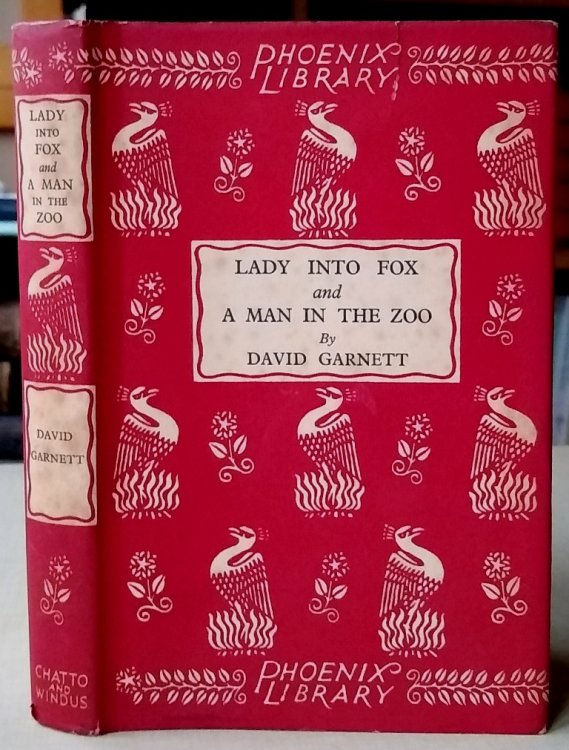 LADY
INTO
FOX
and
A MAN
IN THE
ZOO
DAVID
GARNETT
CHATTO
AND
WINDUS
PHOENIX
LIBRARY
LADY INTO FOX
and
A MAN IN THE ZOO
By
DAVID GARNETT
PHOENIX
LIBRARY